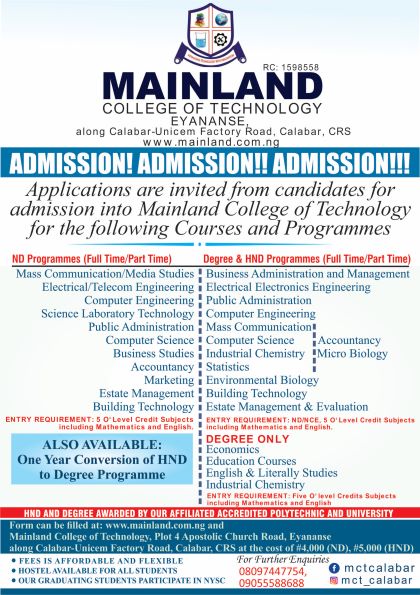 RC: 1598558
MAINLAND
COLLEGE OF TECHNOLOGY
EYANANSE,
along Calabar-Unicem Factory Road, Calabar, CRS
www.mainland.com.ng
ADMISSION! ADMISSION!! ADMISSION!!!
Applications are invited from candidates for
admission into Mainland College of Technology
for the following Courses and Programmes
ND Programmes (Full Time/Part Time)
Mass Communication/Media Studies
Electrical/Telecom Engineering
Computer Engineering
Science Laboratory Technology
Public Administration
Computer Science
Business Studies
Accountancy
Marketing
Estate Management
Building Technology
ENTRY REQUIREMENT: 5 O' Level Credit Subjects
including Mathematics and English.
ALSO AVAILABLE:
One Year Conversion of HND
to Degree Programme
Degree & HND Programmes (Full Time/Part Time)
Business Administration and Management
Electrical Electronics Engineering
Public Administration
Computer Engineering
Mass Communication
Computer Science
Industrial Chemistry
Statistics
Accountancy
Micro Biology
Environmental Biology
Building Technology
Estate Management & Evaluation
ENTRY REQUIREMENT: ND/NCE, 5 O' Level Credit Subjects
including Mathematics and English.
DEGREE ONLY
Economics
Education Courses
English & Literally Studies
Industrial Chemistry
ENTRY REQUIREMENT: Five O' level Credits Subjects
including Mathematics and English
HND AND DEGREE AWARDED BY OUR AFFILIATED ACCREDITED POLYTECHNIC AND UNIVERSITY
Form can be filled at: www.mainland.com.ng and
Mainland College of Technology, Plot 4 Apostolic Church Road, Eyananse
along Calabar-Unicem Factory Road, Calabar, CRS at the cost of #4,000 (ND), #5,000 (HND)
• FEES IS AFFORDABLE AND FLEXIBLE
• HOSTEL AVAILABLE FOR ALL STUDENTS
• OUR GRADUATING STUDENTS PARTICIPATE IN NYSC
For Further Enquiries
08097447754,
09055588688
mctcalabar
mct_calabar